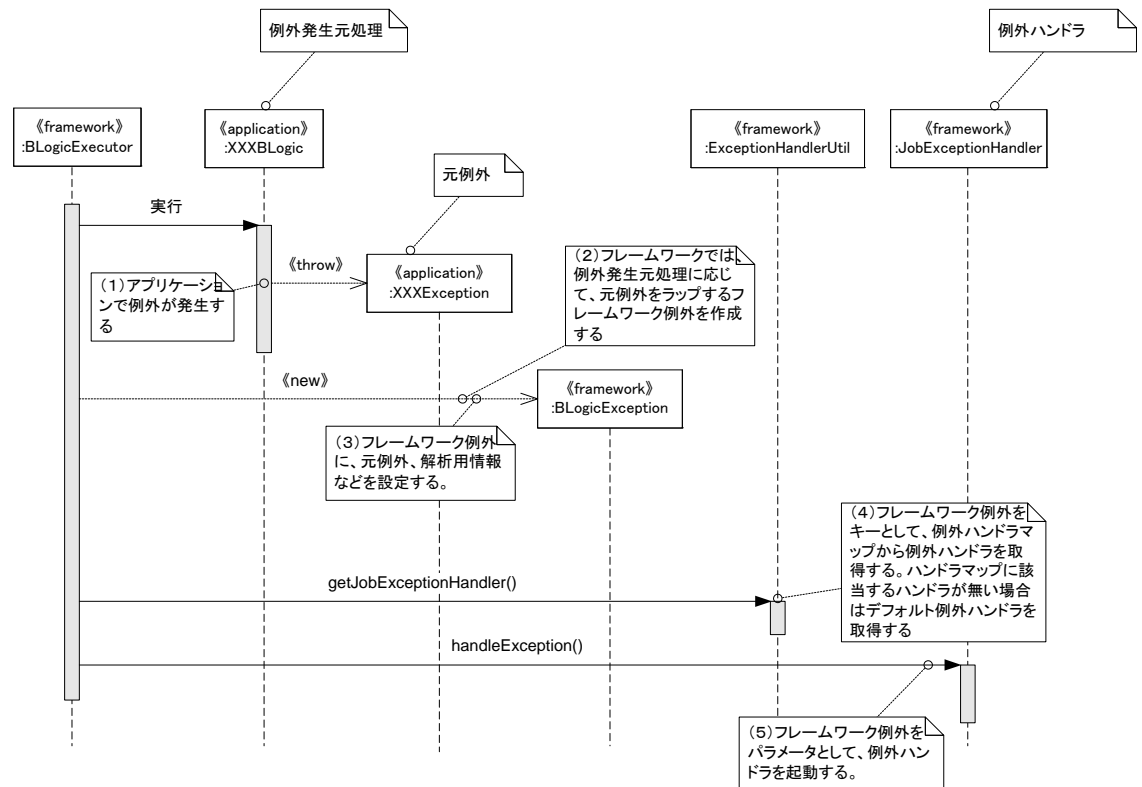 例外発生元処理
例外ハンドラ
《framework》
:BLogicExecutor
《application》
:XXXBLogic
《framework》
:ExceptionHandlerUtil
《framework》
:JobExceptionHandler
元例外
実行
(2)フレームワークでは、
例外発生元処理に応じ
て、元例外をラップするフ
レームワーク例外を作成
する
《throw》
《application》
:XXXException
(1)アプリケーショ
ンで例外が発生す
る
《new》
《framework》
:BLogicException
(3)フレームワーク例外
に、元例外、解析用情報
などを設定する。
(4)フレームワーク例外を
キーとして、例外ハンドラマ
ップから例外ハンドラを取
得する。ハンドラマップに該
当するハンドラが無い場合
はデフォルト例外ハンドラを
取得する
getJobExceptionHandler()
handleException()
(5)フレームワーク例外を
パラメータとして、例外ハン
ドラを起動する。